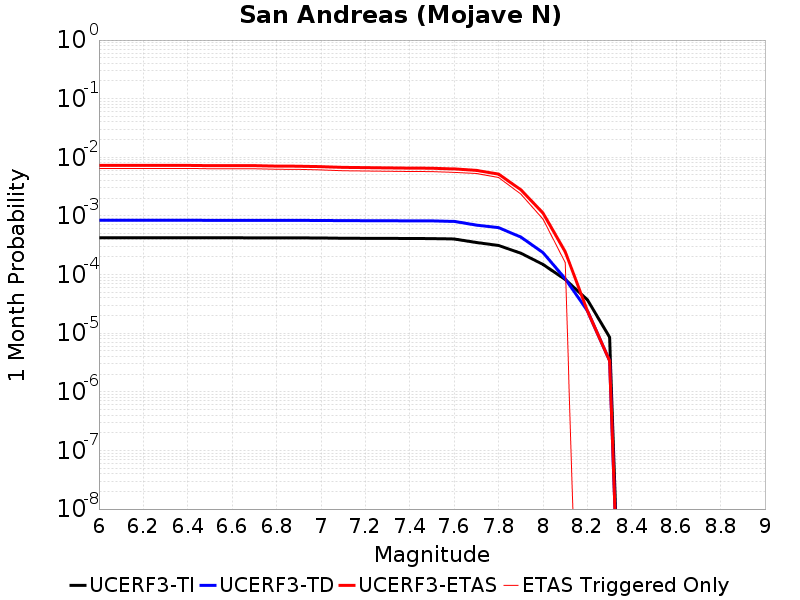 San Andreas (Mojave N)
1 Month Probability
10^0
10^-1
10^-2
10^-3
10^-4
10^-5
10^-6
10^-7
10^-8
6 6.2 6.4 6.6 6.8 7 7.2 7.4 7.6 7.8 8 8.2 8.4 8.6 8.8 9
Magnitude
UCERF3-TI UCERF3-TD UCERF3-ETAS ETAS Triggered Only